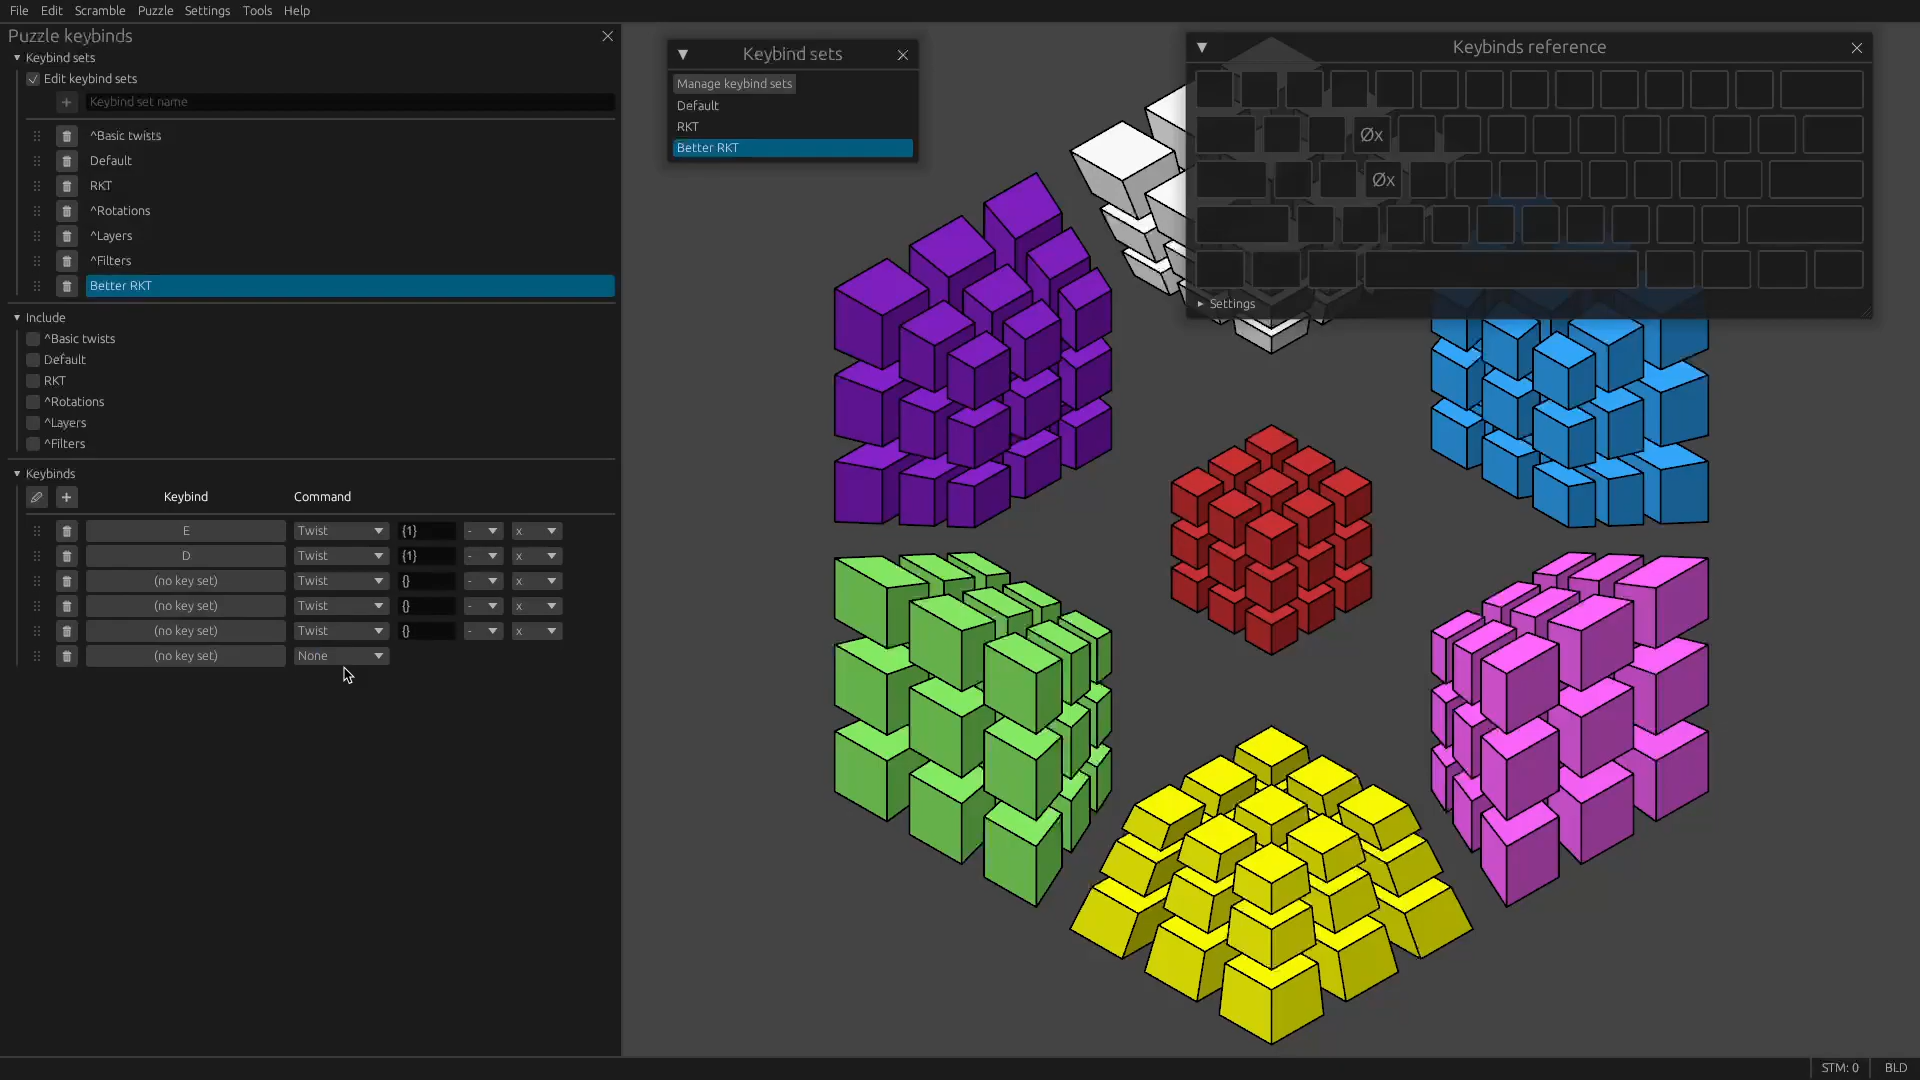 File Edit Scramble Puzzle Settings Tools Help
Puzzle keybinds
Keybind sets
Edit keybind sets
+ Keybind set name
^Basic twists
Default
RKT
^Rotations
^Layers
^Filters
Better RKT
Include
^Basic twists
Default
RKT
^Rotations
^Layers
^Filters
Keybinds
+ Keybind Command
E Twist {1} - x
D Twist {1} - x
(no key set) Twist {} - x
(no key set) Twist {} - x
(no key set) Twist {} - x
(no key set) None
Keybind sets
Manage keybind sets
Default
RKT
Better RKT
Keybinds reference
Øx
Øx
Settings
STM: 0 BLD